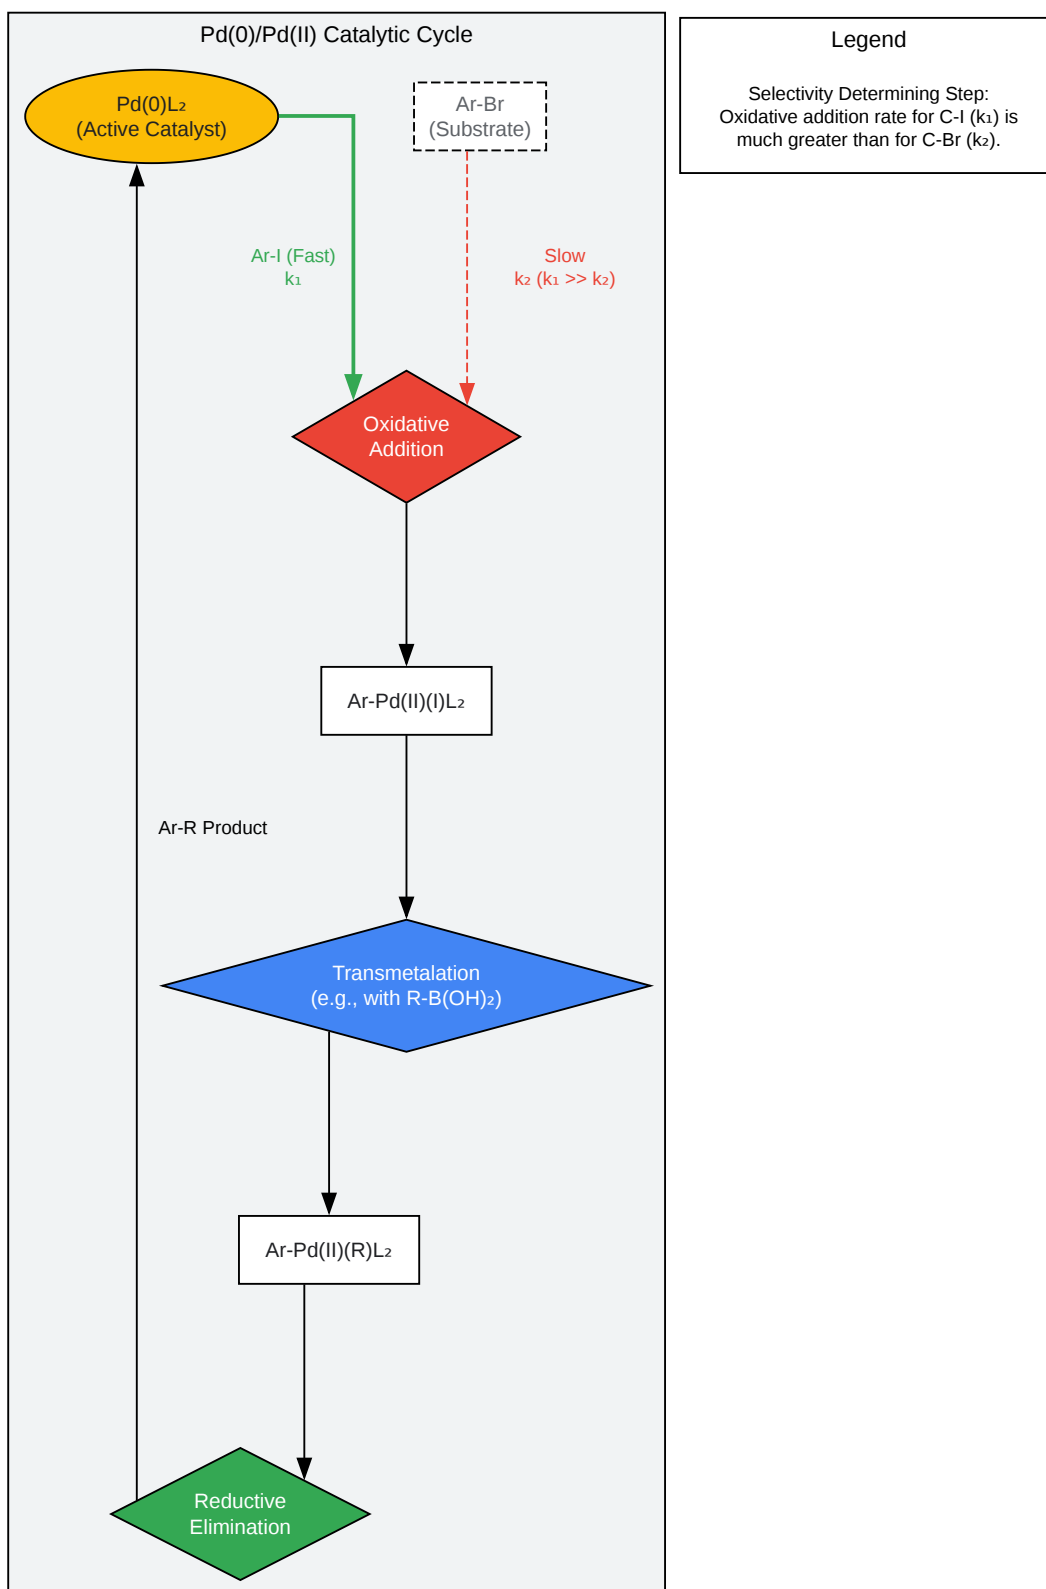 Pd(0)/Pd(II) Catalytic Cycle
Pd(0)L₂
(Active Catalyst)
Ar-Br
(Substrate)
Ar-I (Fast)
k₁
Slow
k₂ (k₁ >> k₂)
Oxidative
Addition
Ar-Pd(II)(I)L₂
Ar-R Product
Transmetalation
(e.g., with R-B(OH)₂)
Ar-Pd(II)(R)L₂
Reductive
Elimination
Legend
Selectivity Determining Step:
Oxidative addition rate for C-I (k₁) is
much greater than for C-Br (k₂).